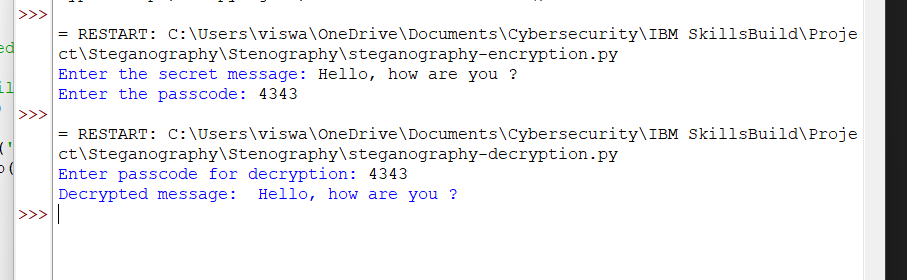 >>>
= RESTART: C:\Users\viswa\OneDrive\Documents\Cybersecurity\IBM SkillsBuild\Proje
ct\Steganography\Stenography\steganography-encryption.py
Enter the secret message: Hello, how are you ?
Enter the passcode: 4343
>>>
= RESTART: C:\Users\viswa\OneDrive\Documents\Cybersecurity\IBM SkillsBuild\Proje
ct\Steganography\Stenography\steganography-decryption.py
Enter passcode for decryption: 4343
Decrypted message:  Hello, how are you ?
>>>